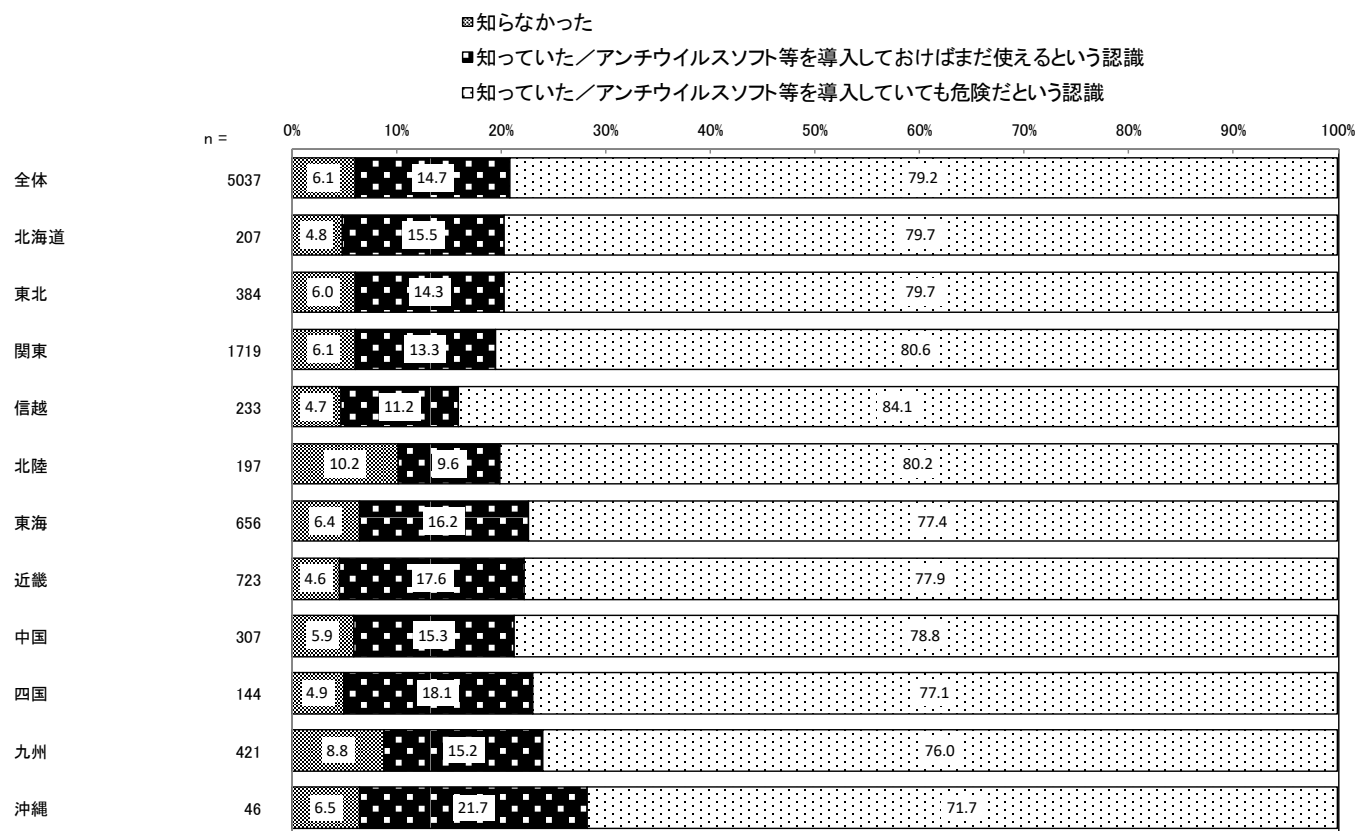 知らなかった
知っていた／アンチウイルスソフト等を導入しておけばまだ使えるという認識
知っていた／アンチウイルスソフト等を導入していても危険だという認識
n = 0% 10% 20% 30% 40% 50% 60% 70% 80% 90% 100%
全体 5037 6.1 14.7 79.2
北海道 207 4.8 15.5 79.7
東北 384 6.0 14.3 79.7
関東 1719 6.1 13.3 80.6
信越 233 4.7 11.2 84.1
北陸 197 10.2 9.6 80.2
東海 656 6.4 16.2 77.4
近畿 723 4.6 17.6 77.9
中国 307 5.9 15.3 78.8
四国 144 4.9 18.1 77.1
九州 421 8.8 15.2 76.0
沖縄 46 6.5 21.7 71.7